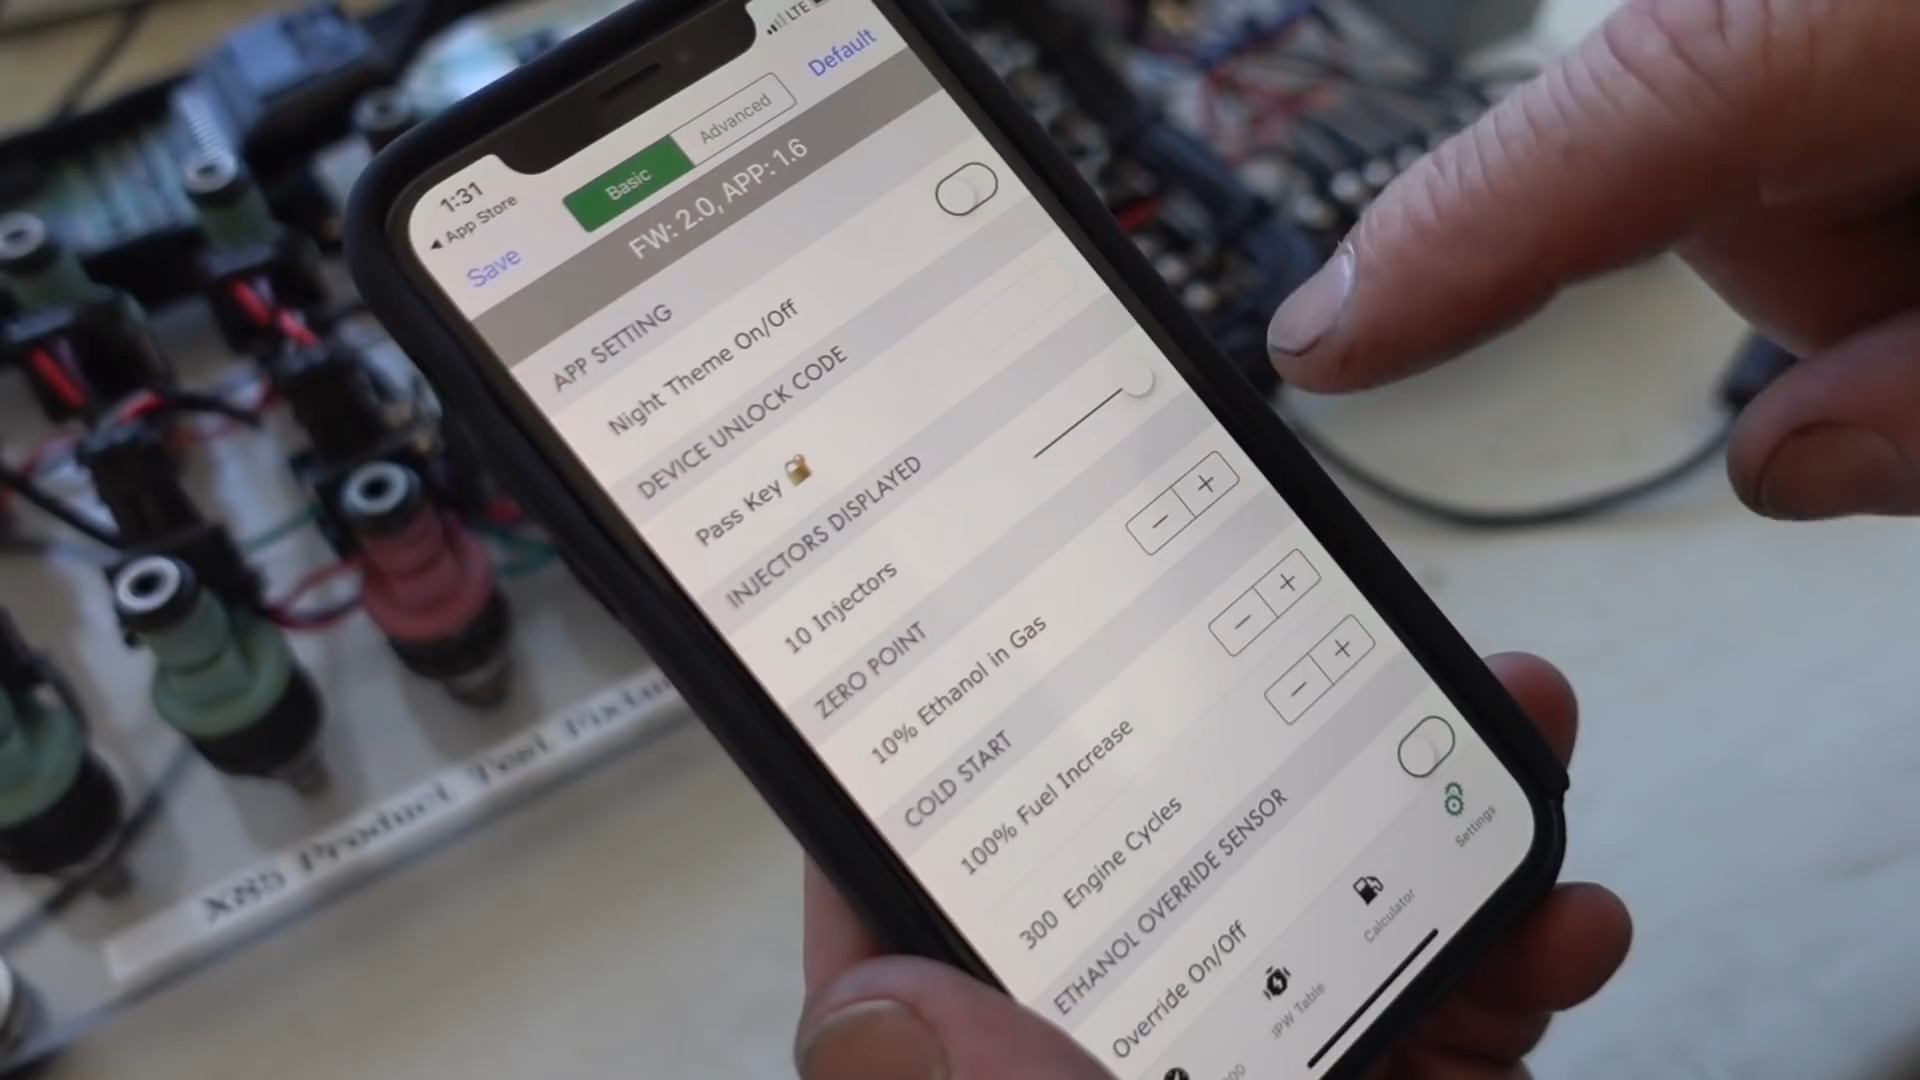 LTE
1:31
App Store
Save
Basic
Advanced
Default
FW: 2.0, APP: 1.6
APP SETTING
Night Theme On/Off
DEVICE UNLOCK CODE
Pass Key
INJECTORS DISPLAYED
10 Injectors
ZERO POINT
10% Ethanol in Gas
COLD START
100% Fuel Increase
300 Engine Cycles
ETHANOL OVERRIDE SENSOR
Override On/Off
IPW Table
Calculator
Settings
X85 Product Test Fixture